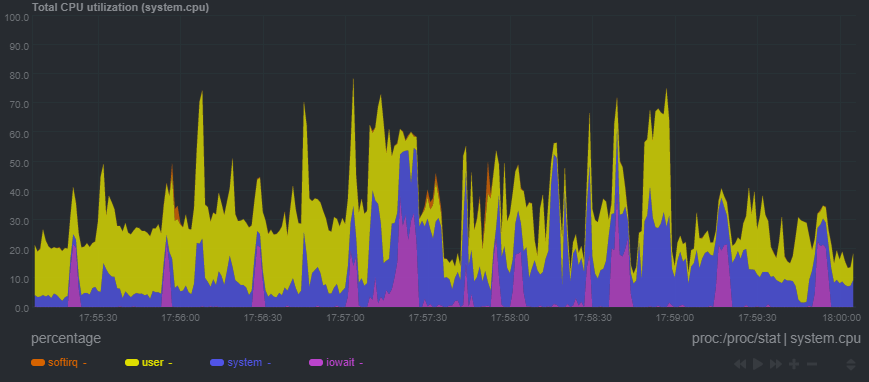 Total CPU utilization (system.cpu)
100.0
90.0
80.0
70.0
60.0
50.0
40.0
30.0
20.0
10.0
0.0
17:55:30 17:56:00 17:56:30 17:57:00 17:57:30 17:58:00 17:58:30 17:59:00 17:59:30 18:00:00
percentage proc:/proc/stat | system.cpu
softirq - user - system - iowait -